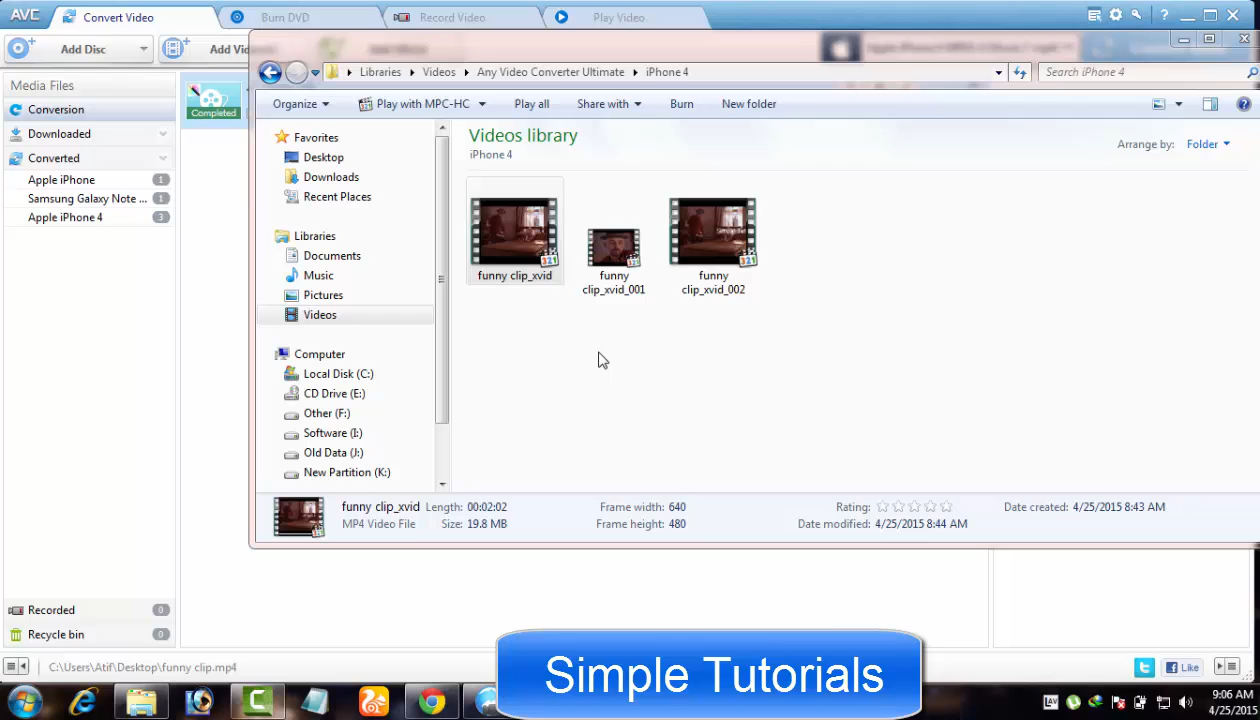 AVC
Convert Video
Burn DVD
Record Video
Play Video
Add Disc
Add Vid
Media Files
Conversion
Downloaded
Converted
Apple iPhone 1
Samsung Galaxy Note ... 1
Apple iPhone 4 3
Completed
Libraries Videos Any Video Converter Ultimate iPhone 4
Search iPhone 4
Organize Play with MPC-HC Play all Share with Burn New folder
Favorites
Desktop
Downloads
Recent Places
Libraries
Documents
Music
Pictures
Videos
Computer
Local Disk (C:)
CD Drive (E:)
Other (F:)
Software (I:)
Old Data (J:)
New Partition (K:)
Videos library
iPhone 4
Arrange by: Folder
321
funny clip_xvid
321
funny
clip_xvid_001
321
funny
clip_xvid_002
funny clip_xvid Length: 00:02:02 Frame width: 640 Rating: Date created: 4/25/2015 8:43 AM
MP4 Video File Size: 19.8 MB Frame height: 480 Date modified: 4/25/2015 8:44 AM
Recorded 0
Recycle bin 0
C:\Users\Atif\Desktop\funny clip.mp4
Like
Simple Tutorials
LAV
9:06 AM
4/25/2015